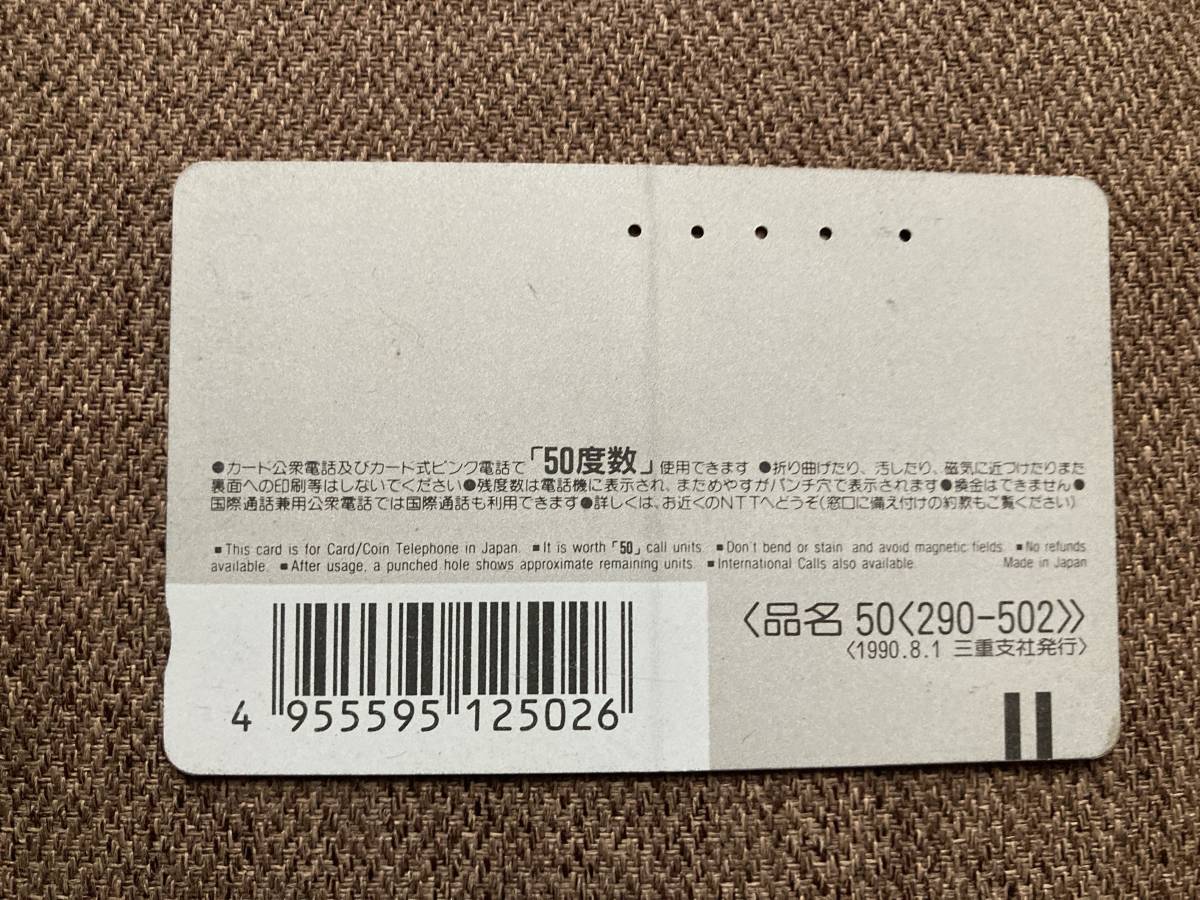 ●カード公衆電話及びカード式ピンク電話で「50度数」使用できます ●折り曲げたり、汚したり、磁気に近づけたりまた
裏面への印刷等はしないでください●残度数は電話機に表示され、まためやすがパンチ穴で表示されます●換金はできません●
国際通話兼用公衆電話では国際通話も利用できます●詳しくは、お近くのNTTへどうぞ(窓口に備え付けの約款もご覧ください)
■This card is for Card/Coin Telephone in Japan. ■It is worth「50」call units. ■Don't bend or stain and avoid magnetic fields. ■No refunds
available. ■After usage, a punched hole shows approximate remaining units. ■International Calls also available. Made in Japan
〈品名 50〈290-502〉〉
〈1990.8.1 三重支社発行〉
4 955595 125026